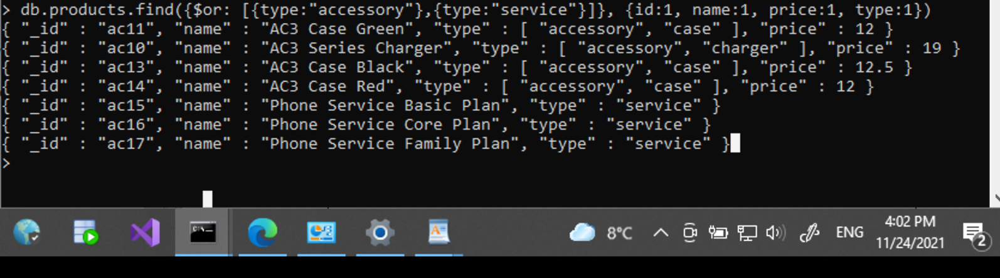 > db.products.find({$or: [{type:"accessory"},{type:"service"}]}, {id:1, name:1, price:1, type:1})
{ "_id" : "ac11", "name" : "AC3 Case Green", "type" : [ "accessory", "case" ], "price" : 12 }
{ "_id" : "ac10", "name" : "AC3 Series Charger", "type" : [ "accessory", "charger" ], "price" : 19 }
{ "_id" : "ac13", "name" : "AC3 Case Black", "type" : [ "accessory", "case" ], "price" : 12.5 }
{ "_id" : "ac14", "name" : "AC3 Case Red", "type" : [ "accessory", "case" ], "price" : 12 }
{ "_id" : "ac15", "name" : "Phone Service Basic Plan", "type" : "service" }
{ "_id" : "ac16", "name" : "Phone Service Core Plan", "type" : "service" }
{ "_id" : "ac17", "name" : "Phone Service Family Plan", "type" : "service" }
>
8°C ENG 4:02 PM
11/24/2021 2